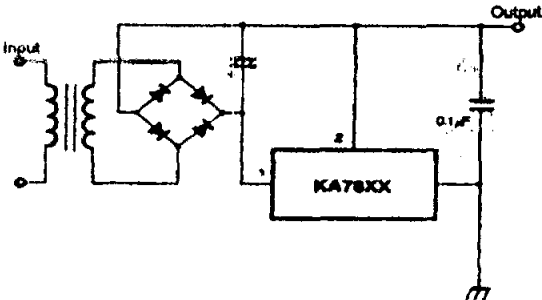 Output
Input
0.1μF
2
1
KA78XX